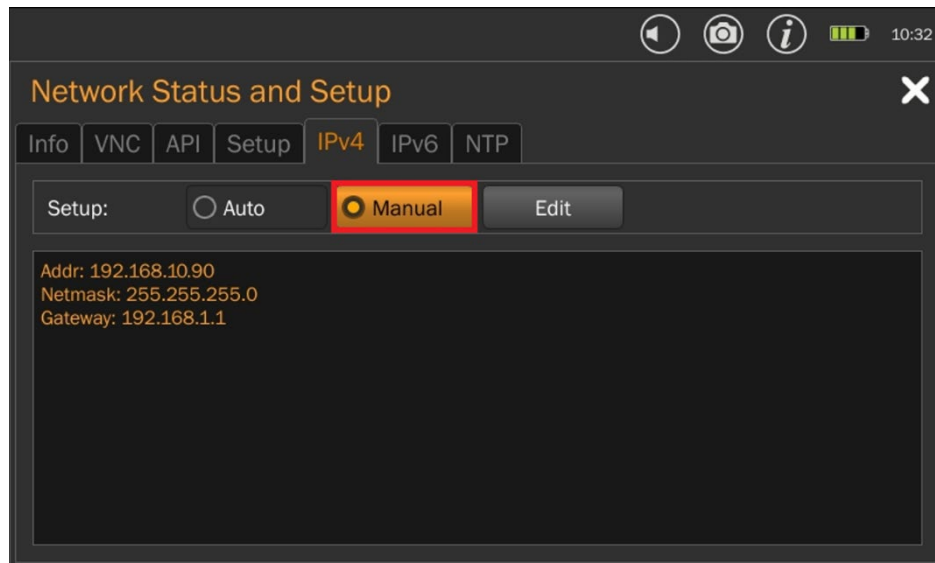 10:32
Network Status and Setup
Info VNC API Setup IPv4 IPv6 NTP
Setup: Auto Manual Edit
Addr: 192.168.10.90
Netmask: 255.255.255.0
Gateway: 192.168.1.1